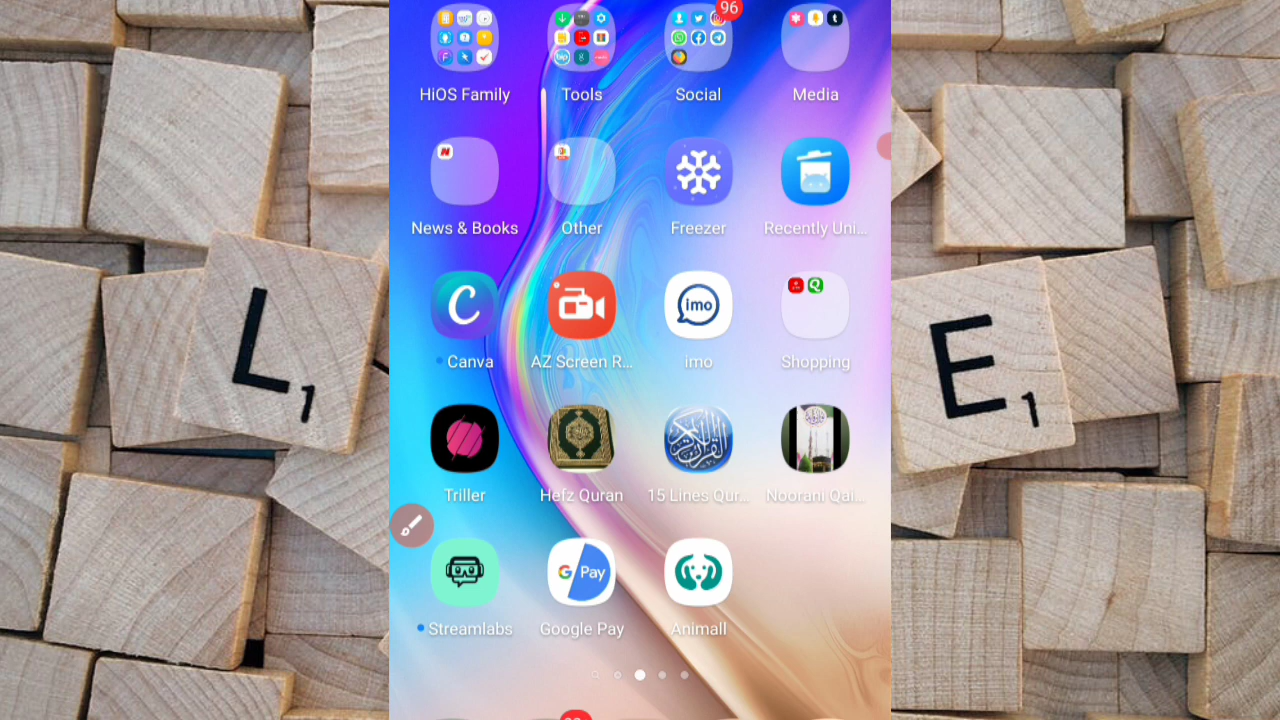 96
HiOS Family Tools Social Media
News & Books Other Freezer Recently Uni...
imo
Canva AZ Screen R... imo Shopping
Triller Hefz Quran 15 Lines Qur... Noorani Qai...
G Pay
Streamlabs Google Pay Animall
L1
E1